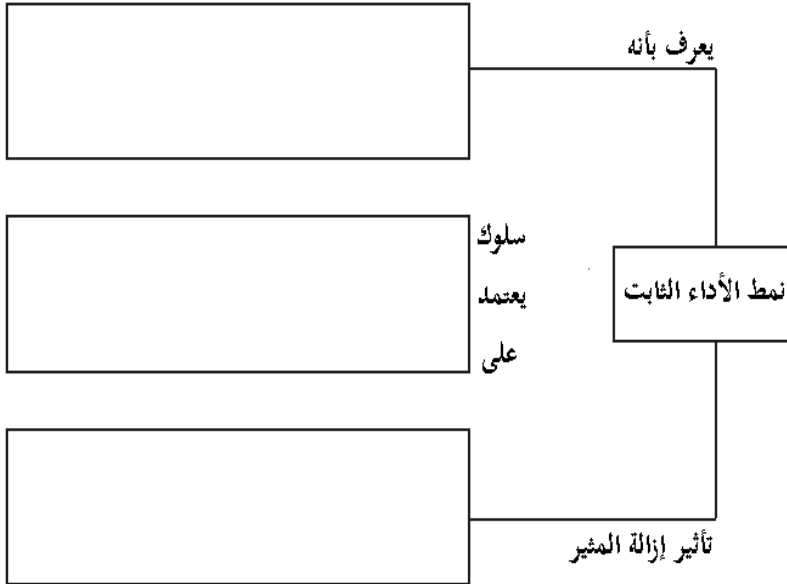 يعرف بأنه
سلوك
يعتمد
على
نمط الأداء الثابت
تأثير إزالة المثير